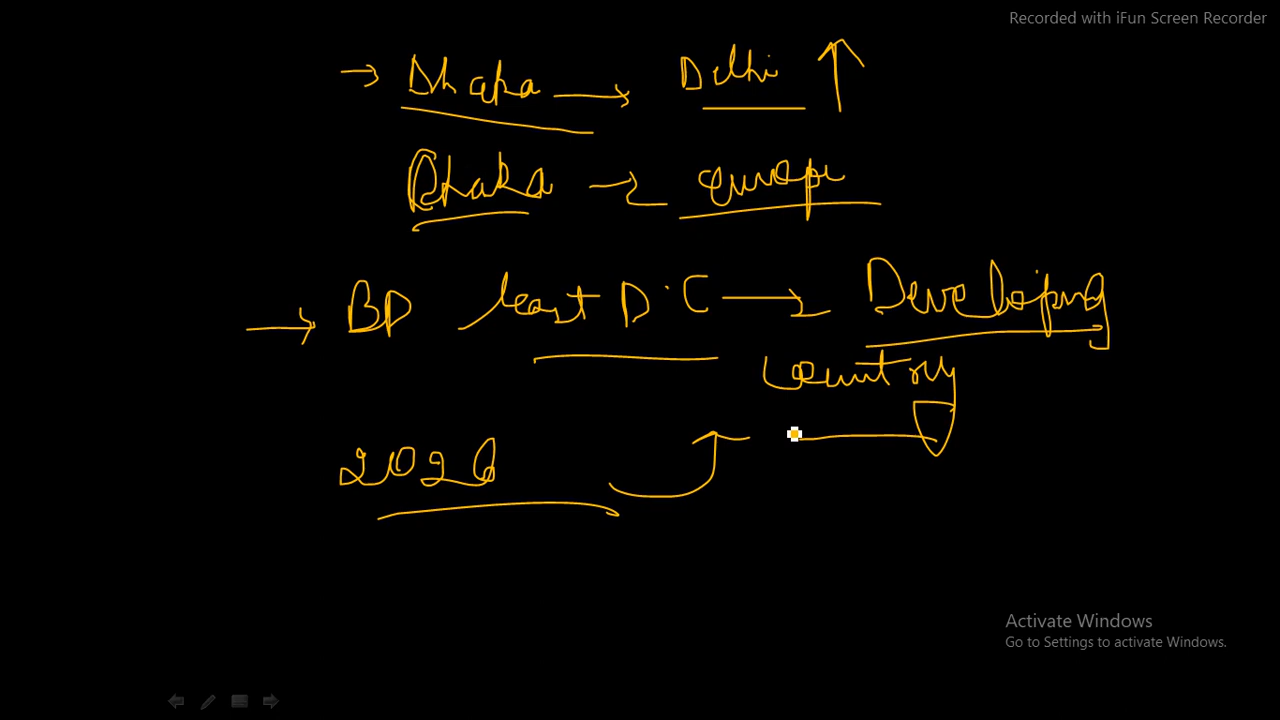 Recorded with iFun Screen Recorder
→ Dhaka → Delhi ↑
Dhaka → europe
→ BD least D.C → Developing
Country
2026
Activate Windows
Go to Settings to activate Windows.